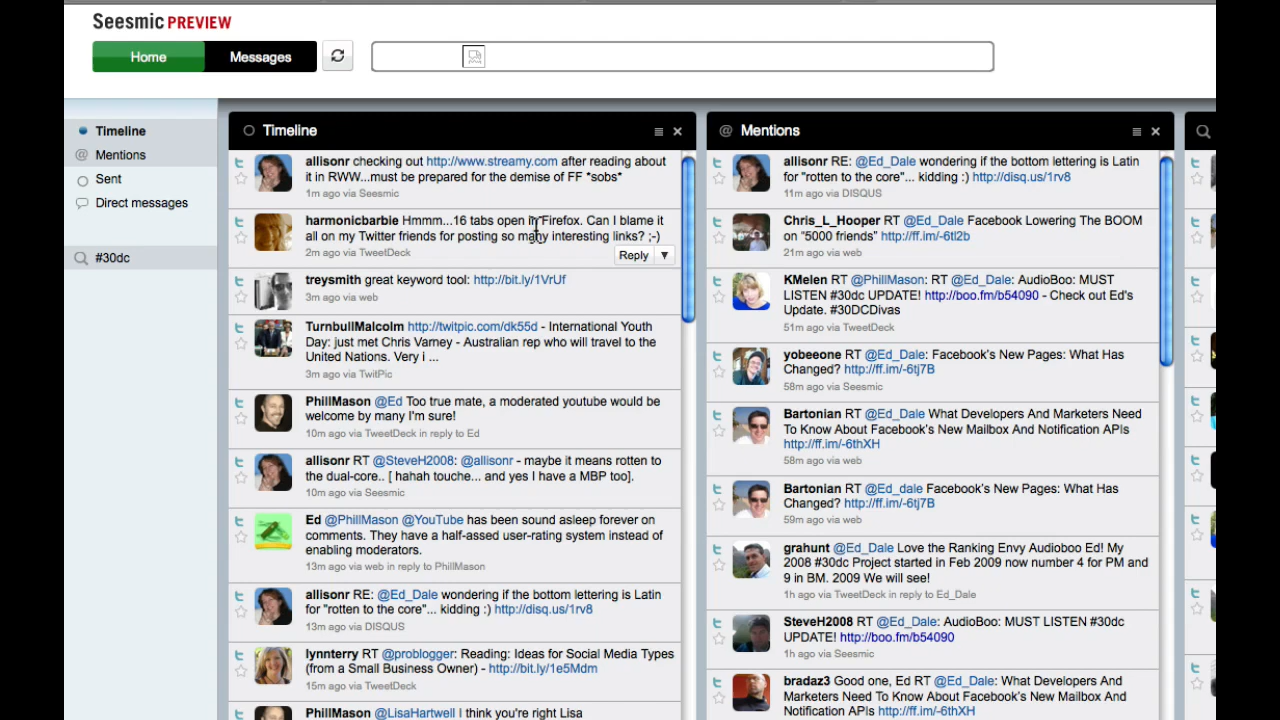 Seesmic PREVIEW
Home
Messages
Timeline
@ Mentions
Sent
Direct messages
#30dc
Timeline
allisonr checking out http://www.streamy.com after reading about
it in RWW...must be prepared for the demise of FF *sobs*
1m ago via Seesmic
harmonicbarbie Hmmm...16 tabs open in Firefox. Can I blame it
all on my Twitter friends for posting so many interesting links? ;-)
2m ago via TweetDeck
Reply
treysmith great keyword tool: http://bit.ly/1VrUf
3m ago via web
TurnbullMalcolm http://twitpic.com/dk55d - International Youth
Day: just met Chris Varney - Australian rep who will travel to the
United Nations. Very i ...
3m ago via TwitPic
PhillMason @Ed Too true mate, a moderated youtube would be
welcome by many I'm sure!
10m ago via TweetDeck in reply to Ed
allisonr RT @SteveH2008: @allisonr - maybe it means rotten to
the dual-core.. [ hahah touche... and yes I have a MBP too].
10m ago via Seesmic
Ed @PhillMason @YouTube has been sound asleep forever on
comments. They have a half-assed user-rating system instead of
enabling moderators.
13m ago via web in reply to PhillMason
allisonr RE: @Ed_Dale wondering if the bottom lettering is Latin
for "rotten to the core"... kidding :) http://disq.us/1rv8
13m ago via DISQUS
lynnterry RT @problogger: Reading: Ideas for Social Media Types
(from a Small Business Owner) - http://bit.ly/1e5Mdm
15m ago via TweetDeck
PhillMason @LisaHartwell I think you're right Lisa
@ Mentions
allisonr RE: @Ed_Dale wondering if the bottom lettering is Latin
for "rotten to the core"... kidding :) http://disq.us/1rv8
11m ago via DISQUS
Chris_L_Hooper RT @Ed_Dale Facebook Lowering The BOOM
on "5000 friends" http://ff.im/-6tl2b
21m ago via web
KMelen RT @PhillMason: RT @Ed_Dale: AudioBoo: MUST
LISTEN #30dc UPDATE! http://boo.fm/b54090 - Check out Ed's
Update. #30DCDivas
51m ago via TweetDeck
yobeeone RT @Ed_Dale: Facebook's New Pages: What Has
Changed? http://ff.im/-6tj7B
58m ago via Seesmic
Bartonian RT @Ed_Dale What Developers And Marketers Need
To Know About Facebook's New Mailbox And Notification APIs
http://ff.im/-6thXH
58m ago via web
Bartonian RT @Ed_dale Facebook's New Pages: What Has
Changed? http://ff.im/-6tj7B
59m ago via web
grahunt @Ed_Dale Love the Ranking Envy Audioboo Ed! My
2008 #30dc Project started in Feb 2009 now number 4 for PM and
9 in BM. 2009 We will see!
1h ago via TweetDeck in reply to Ed_Dale
SteveH2008 RT @Ed_Dale: AudioBoo: MUST LISTEN #30dc
UPDATE! http://boo.fm/b54090
1h ago via Seesmic
bradaz3 Good one, Ed RT @Ed_Dale: What Developers And
Marketers Need To Know About Facebook's New Mailbox And
Notification APIs http://ff.im/-6thXH